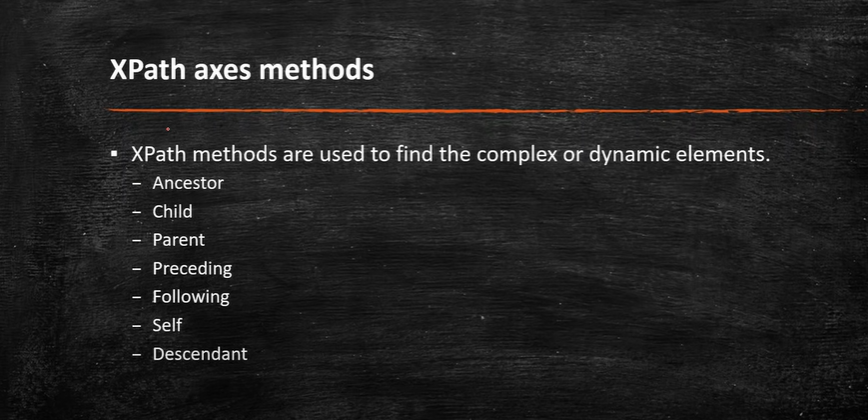 XPath axes methods
▪ XPath methods are used to find the complex or dynamic elements.
– Ancestor
– Child
– Parent
– Preceding
– Following
– Self
– Descendant